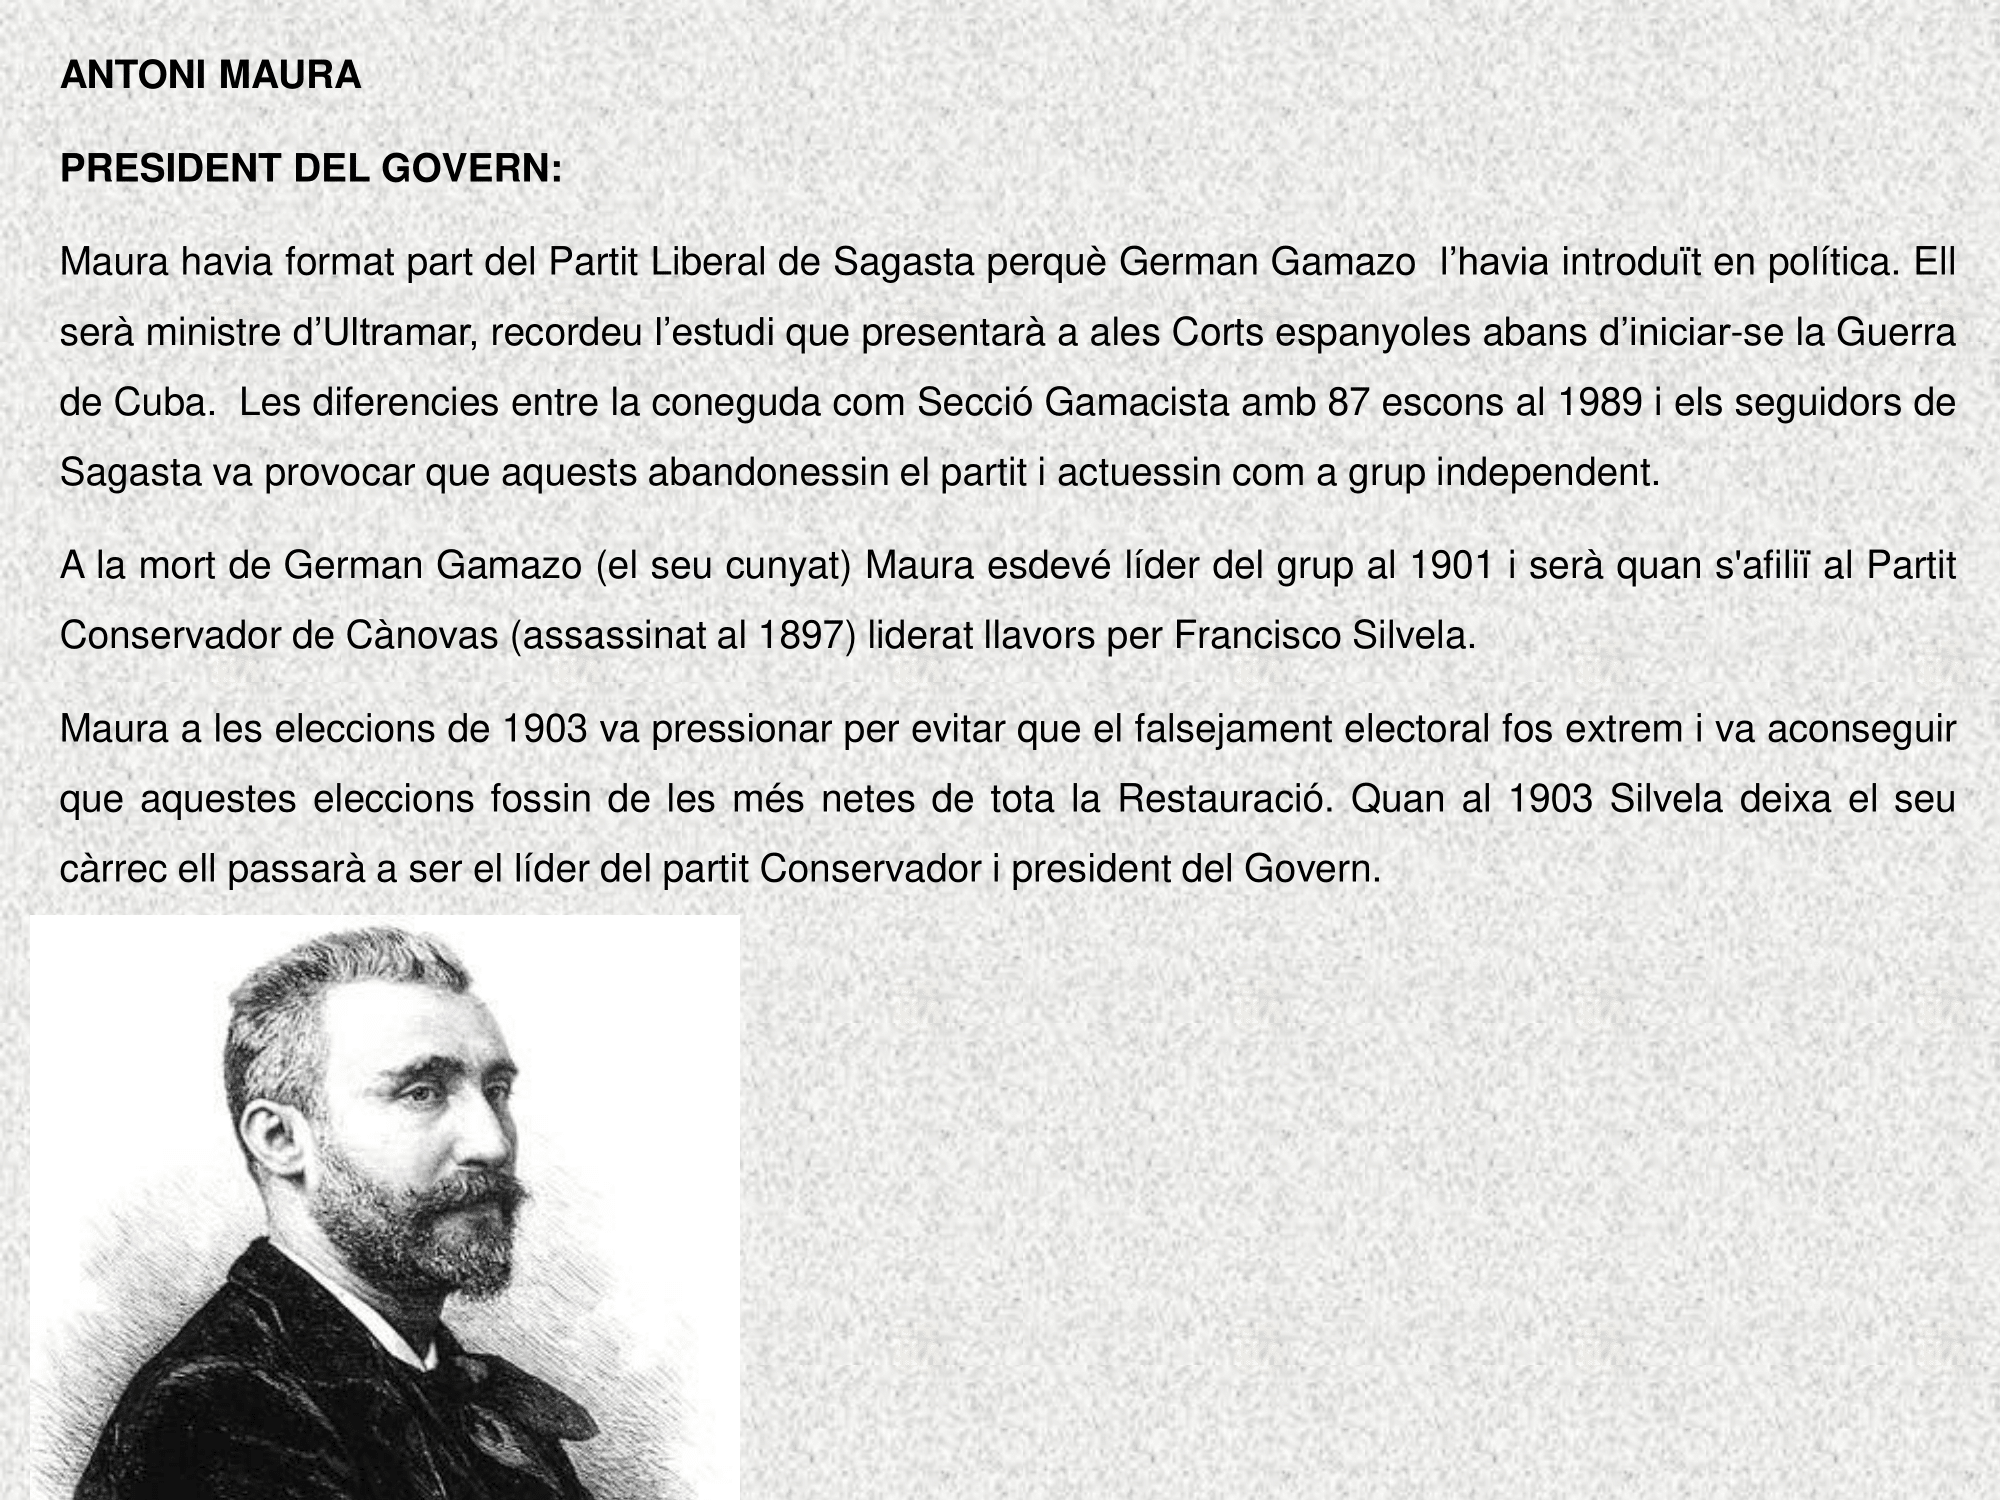 ANTONI MAURA
PRESIDENT DEL GOVERN:
Maura havia format part del Partit Liberal de Sagasta perquè German Gamazo  l’havia introduït en política. Ell
serà ministre d’Ultramar, recordeu l’estudi que presentarà a ales Corts espanyoles abans d’iniciar-se la Guerra
de Cuba.  Les diferencies entre la coneguda com Secció Gamacista amb 87 escons al 1989 i els seguidors de
Sagasta va provocar que aquests abandonessin el partit i actuessin com a grup independent.
A la mort de German Gamazo (el seu cunyat) Maura esdevé líder del grup al 1901 i serà quan s'afiliï al Partit
Conservador de Cànovas (assassinat al 1897) liderat llavors per Francisco Silvela.
Maura a les eleccions de 1903 va pressionar per evitar que el falsejament electoral fos extrem i va aconseguir
que aquestes eleccions fossin de les més netes de tota la Restauració. Quan al 1903 Silvela deixa el seu
càrrec ell passarà a ser el líder del partit Conservador i president del Govern.